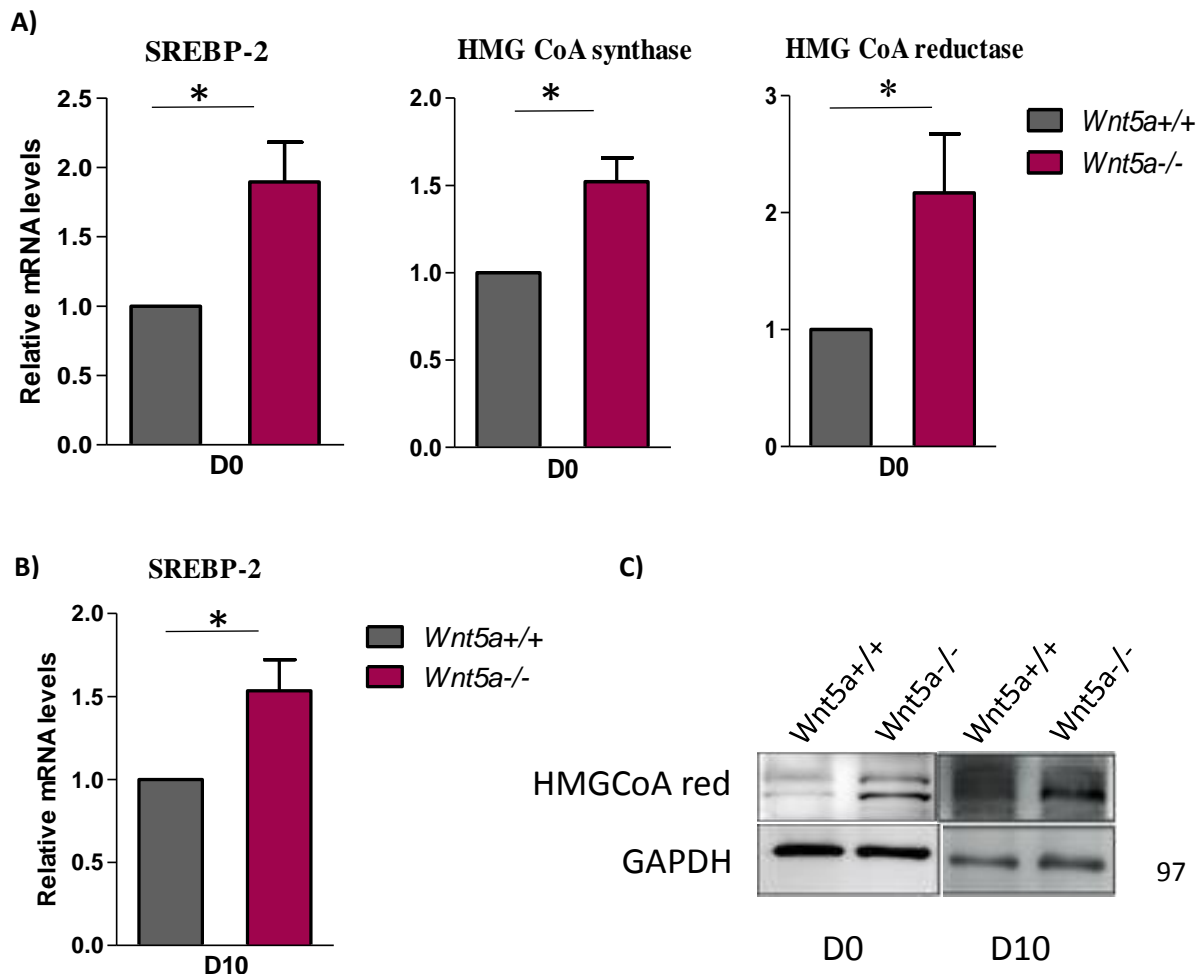 A)
SREBP-2
HMG CoA synthase
HMG CoA reductase
Relative mRNA levels
2.5
2.0
1.5
1.0
0.5
0.0
*
D0
2.0
1.5
1.0
0.5
0.0
*
D0
3
2
1
0
*
D0
Wnt5a+/+
Wnt5a-/-
B)
SREBP-2
Relative mRNA levels
2.0
1.5
1.0
0.5
0.0
*
D10
Wnt5a+/+
Wnt5a-/-
C)
Wnt5a+/+
Wnt5a-/-
Wnt5a+/+
Wnt5a-/-
HMGCoA red
GAPDH
D0
D10
97